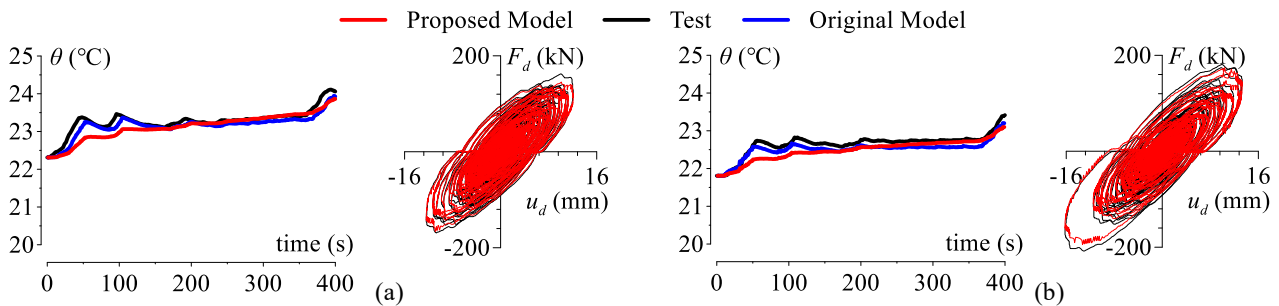 Proposed Model Test Original Model
25 θ (°C)
24
23
22
21
20
0 100 200 300 400
time (s)
200 F_d (kN)
-16 16
u_d (mm)
-200
(a)
25 θ (°C)
24
23
22
21
20
0 100 200 300 400
time (s)
200 F_d (kN)
-16 16
u_d (mm)
-200
(b)